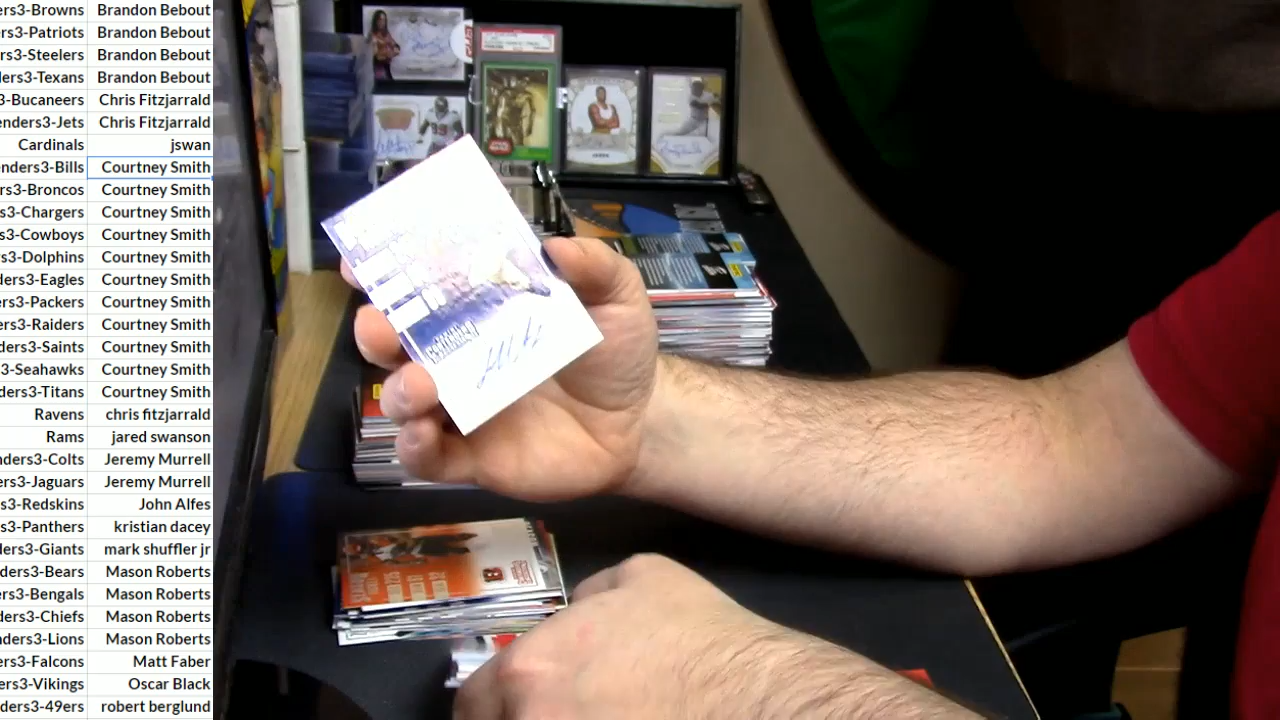 ers3-Browns Brandon Bebout
ers3-Patriots Brandon Bebout
ers3-Steelers Brandon Bebout
ders3-Texans Brandon Bebout
3-Bucaneers Chris Fitzjarrald
enders3-Jets Chris Fitzjarrald
Cardinals jswan
enders3-Bills Courtney Smith
rs3-Broncos Courtney Smith
rs3-Chargers Courtney Smith
s3-Cowboys Courtney Smith
s3-Dolphins Courtney Smith
ders3-Eagles Courtney Smith
ers3-Packers Courtney Smith
ers3-Raiders Courtney Smith
ders3-Saints Courtney Smith
3-Seahawks Courtney Smith
ders3-Titans Courtney Smith
Ravens chris fitzjarrald
Rams jared swanson
nders3-Colts Jeremy Murrell
ers3-Jaguars Jeremy Murrell
s3-Redskins John Alfes
s3-Panthers kristian dacey
ders3-Giants mark shuffler jr
ders3-Bears Mason Roberts
ers3-Bengals Mason Roberts
ders3-Chiefs Mason Roberts
nders3-Lions Mason Roberts
ers3-Falcons Matt Faber
ers3-Vikings Oscar Black
nders3-49ers robert berglund